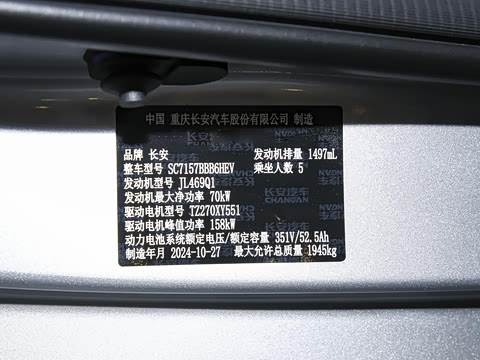 中国 重庆长安汽车股份有限公司 制造
品牌 长安 发动机排量 1497mL
整车型号 SC7157BBB6HEV 乘坐人数 5
发动机型号 JL469Q1
发动机最大净功率 70kW
驱动电机型号 TZ270XY551
驱动电机峰值功率 158kW
动力电池系统额定电压/额定容量 351V/52.5Ah
制造年月 2024-10-27 最大允许总质量 1945kg
长安汽车
CHANGAN